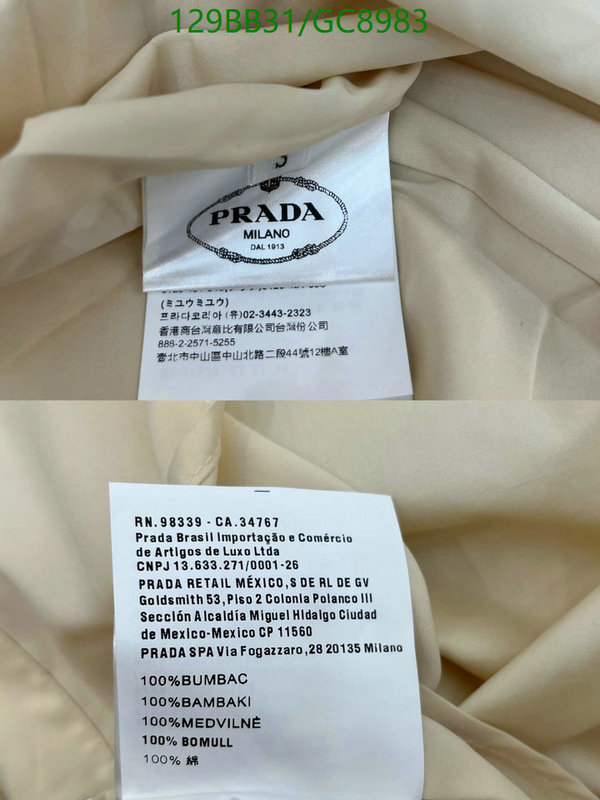 129BB31/GC8983
PRADA
MILANO
DAL 1913
(ミユウミユウ)
프라다코리아 (유)02-3443-2323
香港商台灣意比有限公司台灣份公司
886-2-2571-5255
臺北市中山區中山北路二段44號12樓A室
RN.98339 - CA.34767
Prada Brasil Importação e Comércio
de Artigos de Luxo Ltda
CNPJ 13.633.271/0001-26
PRADA RETAIL MÉXICO,S DE RL DE GV
Goldsmith 53,Piso 2 Colonia Polanco III
Sección Alcaldía Miguel Hidalgo Ciudad
de Mexico-Mexico CP 11560
PRADA SPA Via Fogazzaro,28 20135 Milano
100%BUMBAC
100%BAMBAKI
100%MEDVILNĖ
100% BOMULL
100% 綿